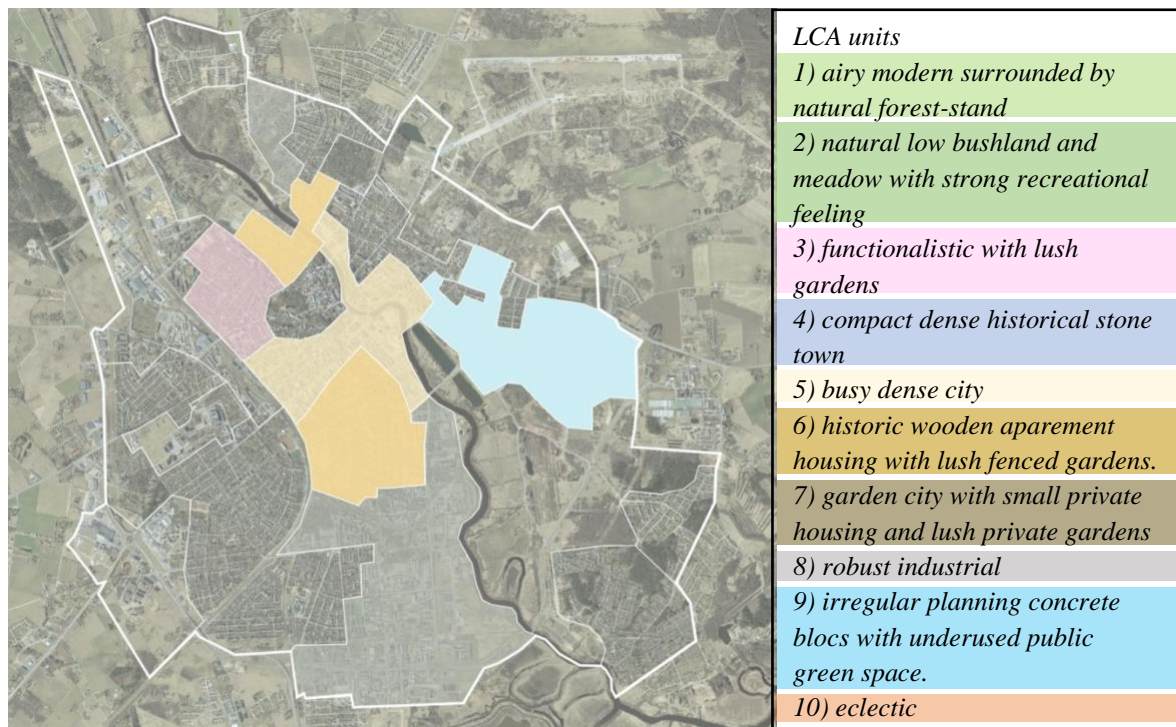 LCA units
1) airy modern surrounded by
natural forest-stand
2) natural low bushland and
meadow with strong recreational
feeling
3) functionalistic with lush
gardens
4) compact dense historical stone
town
5) busy dense city
6) historic wooden aparement
housing with lush fenced gardens.
7) garden city with small private
housing and lush private gardens
8) robust industrial
9) irregular planning concrete
blocs with underused public
green space.
10) eclectic